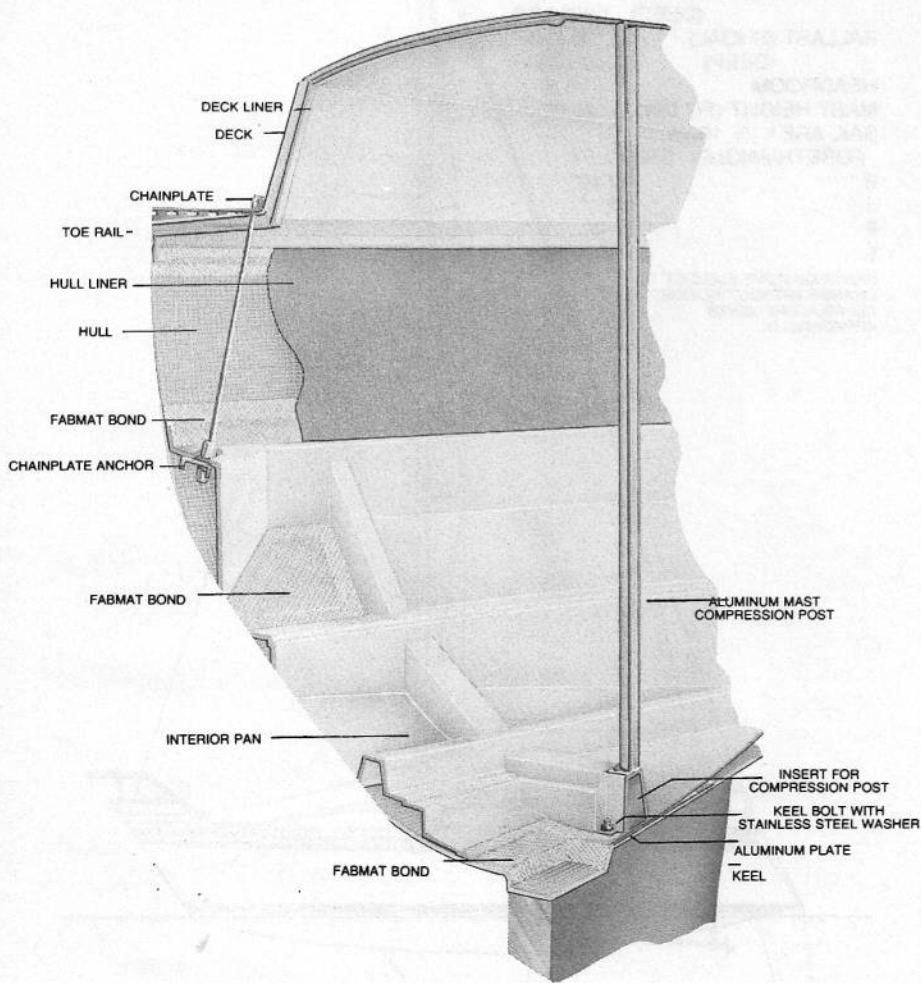 DECK LINER
DECK
CHAINPLATE
TOE RAIL
HULL LINER
HULL
FABMAT BOND
CHAINPLATE ANCHOR
FABMAT BOND
ALUMINUM MAST
COMPRESSION POST
INTERIOR PAN
INSERT FOR
COMPRESSION POST
KEEL BOLT WITH
STAINLESS STEEL WASHER
ALUMINUM PLATE
FABMAT BOND
KEEL